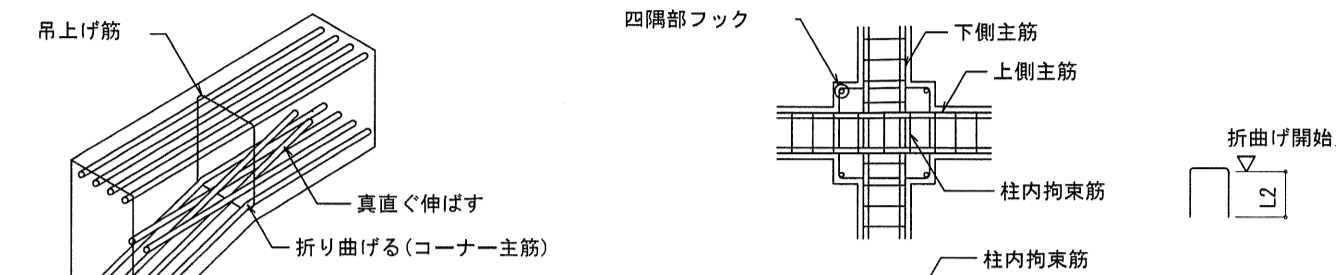 吊上げ筋
真直ぐ伸ばす
折り曲げる(コーナー主筋)
四隅部フック
下側主筋
上側主筋
柱内拘束筋
柱内拘束筋
折曲げ開始
L2